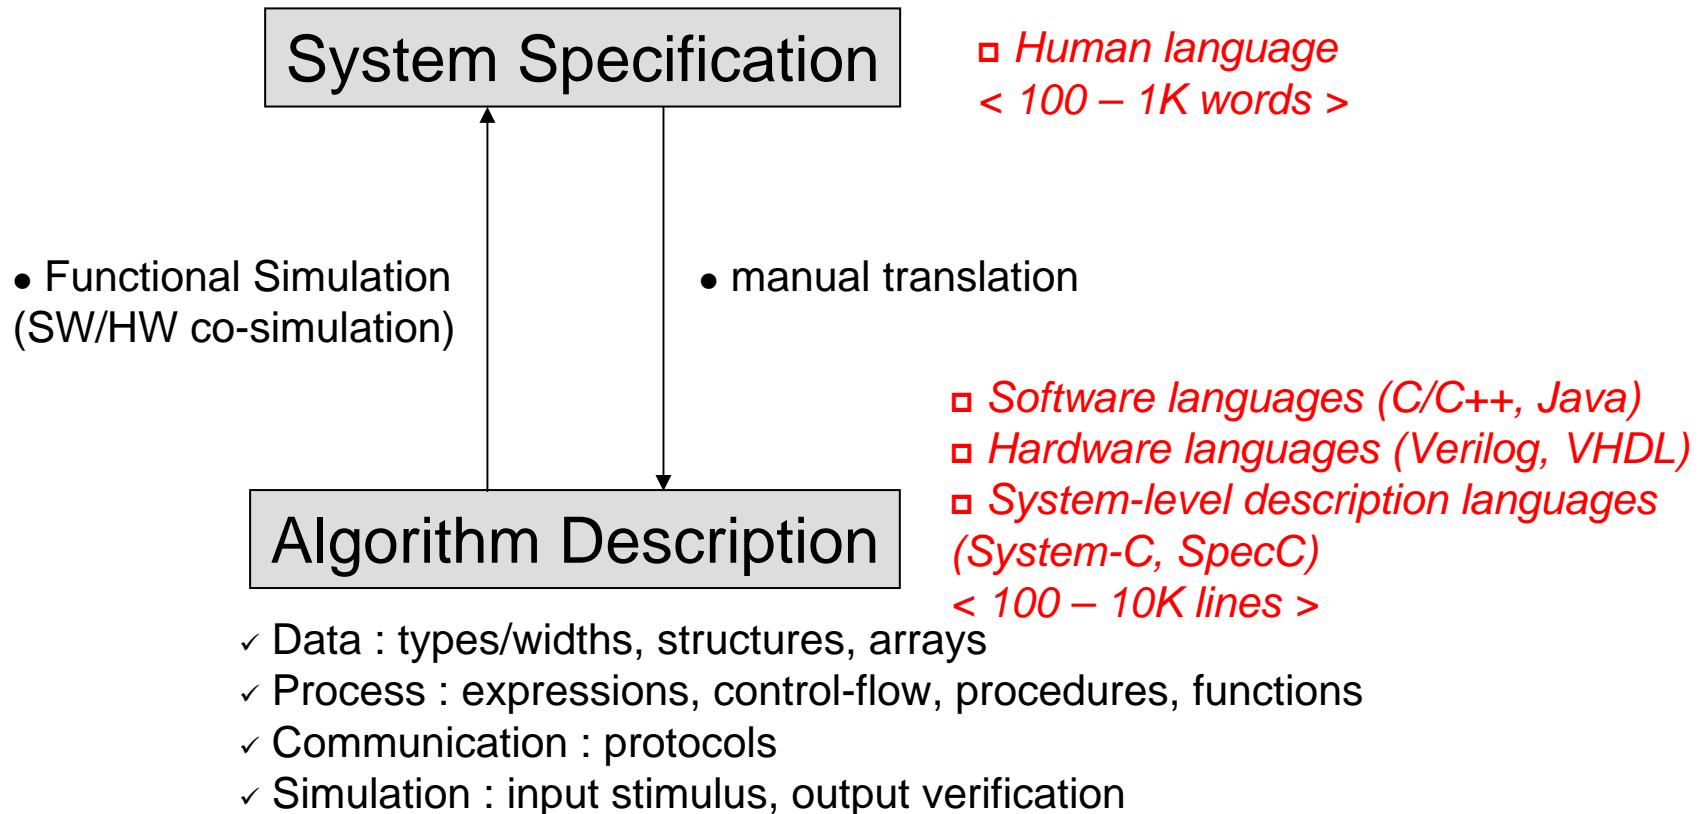 System Specification
□ Human language
< 100 – 1K words >
● Functional Simulation
(SW/HW co-simulation)
● manual translation
□ Software languages (C/C++, Java)
□ Hardware languages (Verilog, VHDL)
□ System-level description languages
(System-C, SpecC)
< 100 – 10K lines >
Algorithm Description
✓ Data : types/widths, structures, arrays
✓ Process : expressions, control-flow, procedures, functions
✓ Communication : protocols
✓ Simulation : input stimulus, output verification